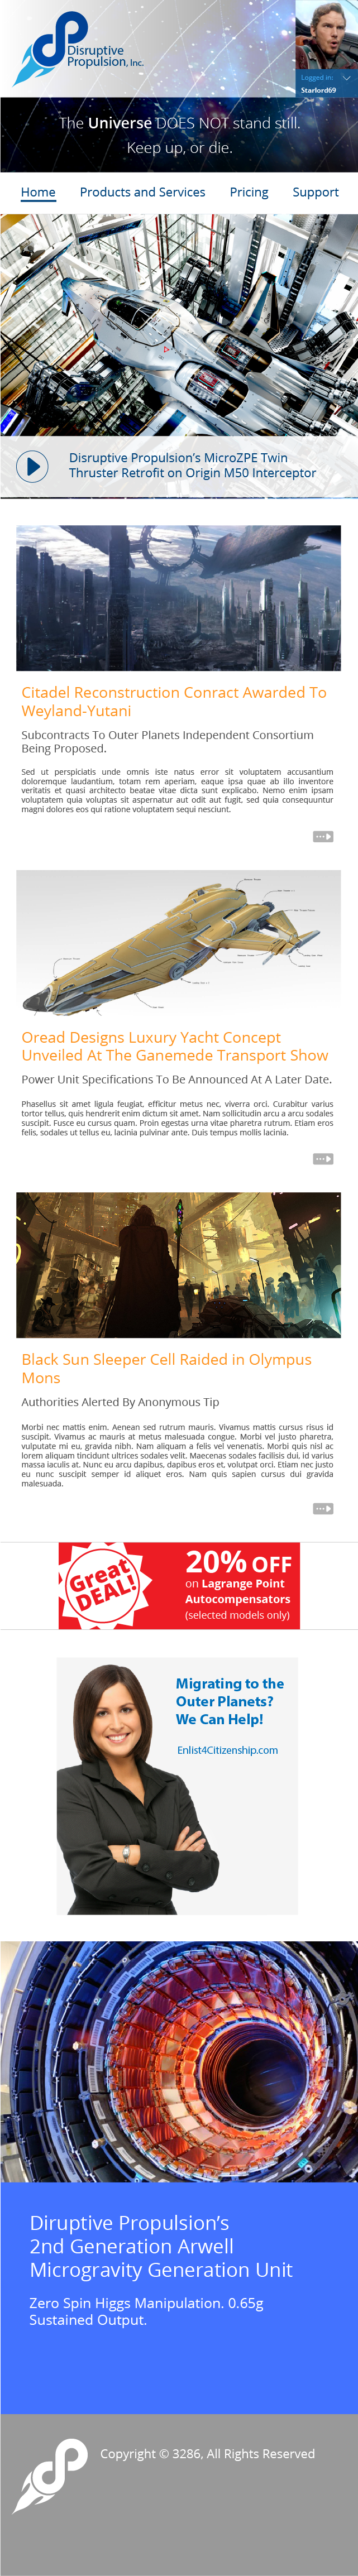 Disruptive
Propulsion, Inc.
Logged in:
Starlord69
The Universe DOES NOT stand still.
Keep up, or die.
Home Products and Services Pricing Support
Disruptive Propulsion's MicroZPE Twin
Thruster Retrofit on Origin M50 Interceptor
Citadel Reconstruction Conract Awarded To
Weyland-Yutani
Subcontracts To Outer Planets Independent Consortium
Being Proposed.
Sed ut perspiciatis unde omnis iste natus error sit voluptatem accusantium
doloremque laudantium, totam rem aperiam, eaque ipsa quae ab illo inventore
veritatis et quasi architecto beatae vitae dicta sunt explicabo. Nemo enim ipsam
voluptatem quia voluptas sit aspernatur aut odit aut fugit, sed quia consequuntur
magni dolores eos qui ratione voluptatem sequi nesciunt.
Oread Designs Luxury Yacht Concept
Unveiled At The Ganemede Transport Show
Power Unit Specifications To Be Announced At A Later Date.
Phasellus sit amet ligula feugiat, efficitur metus nec, viverra orci. Curabitur varius
tortor tellus, quis hendrerit enim dictum sit amet. Nam sollicitudin arcu a arcu sodales
suscipit. Fusce eu cursus quam. Proin egestas urna vitae pharetra rutrum. Etiam eros
felis, sodales ut tellus eu, lacinia pulvinar ante. Duis tempus mollis lacinia.
Black Sun Sleeper Cell Raided in Olympus
Mons
Authorities Alerted By Anonymous Tip
Morbi nec mattis enim. Aenean sed rutrum mauris. Vivamus mattis cursus risus id
suscipit. Vivamus ac mauris at metus malesuada congue. Morbi vel justo pharetra,
vulputate mi eu, gravida nibh. Nam aliquam a felis vel venenatis. Morbi quis nisl ac
lorem aliquam tincidunt ultrices sodales velit. Maecenas sodales facilisis dui, id varius
massa iaculis at. Nunc eu arcu dapibus, dapibus eros et, volutpat orci. Etiam nec justo
eu nunc suscipit semper id aliquet eros. Nam quis sapien cursus dui gravida
malesuada.
Great
DEAL!
20% OFF
on Lagrange Point
Autocompensators
(selected models only)
Migrating to the
Outer Planets?
We Can Help!
Enlist4Citizenship.com
Diruptive Propulsion's
2nd Generation Arwell
Microgravity Generation Unit
Zero Spin Higgs Manipulation. 0.65g
Sustained Output.
Copyright © 3286, All Rights Reserved